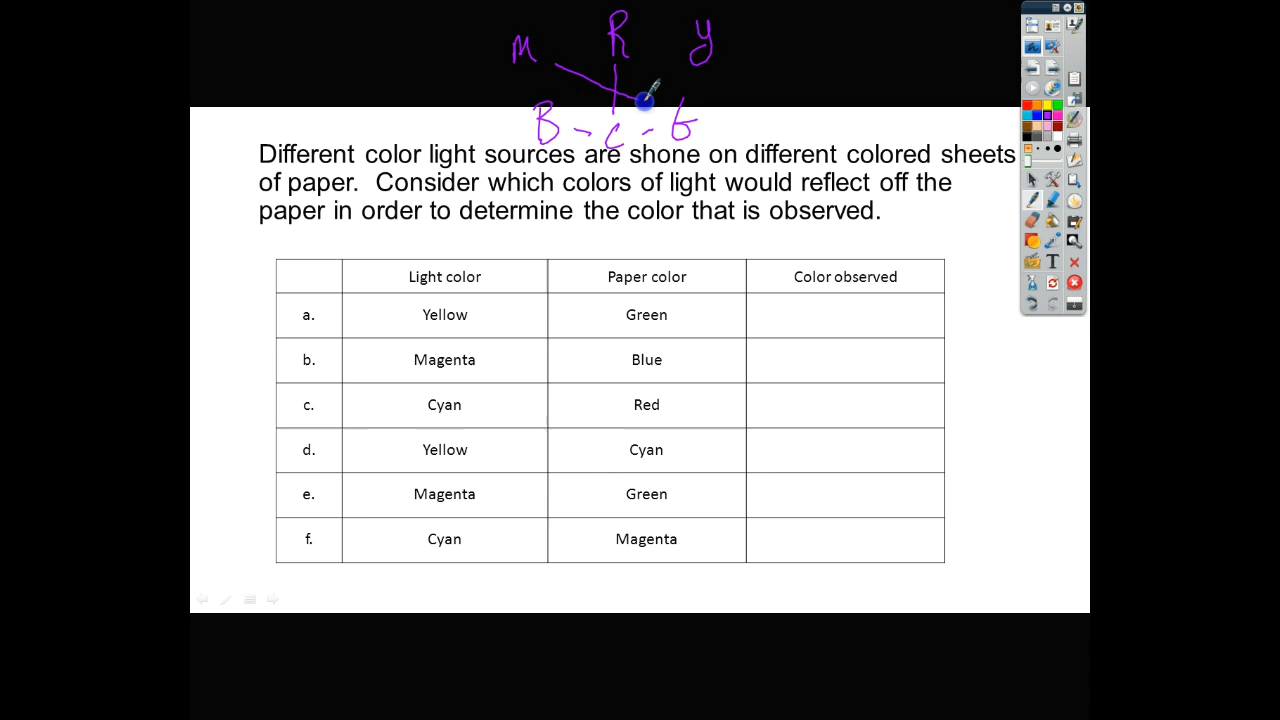 M R y
B - C - G
Different color light sources are shone on different colored sheets
of paper. Consider which colors of light would reflect off the
paper in order to determine the color that is observed.
Light color Paper color Color observed
a. Yellow Green
b. Magenta Blue
c. Cyan Red
d. Yellow Cyan
e. Magenta Green
f. Cyan Magenta
T